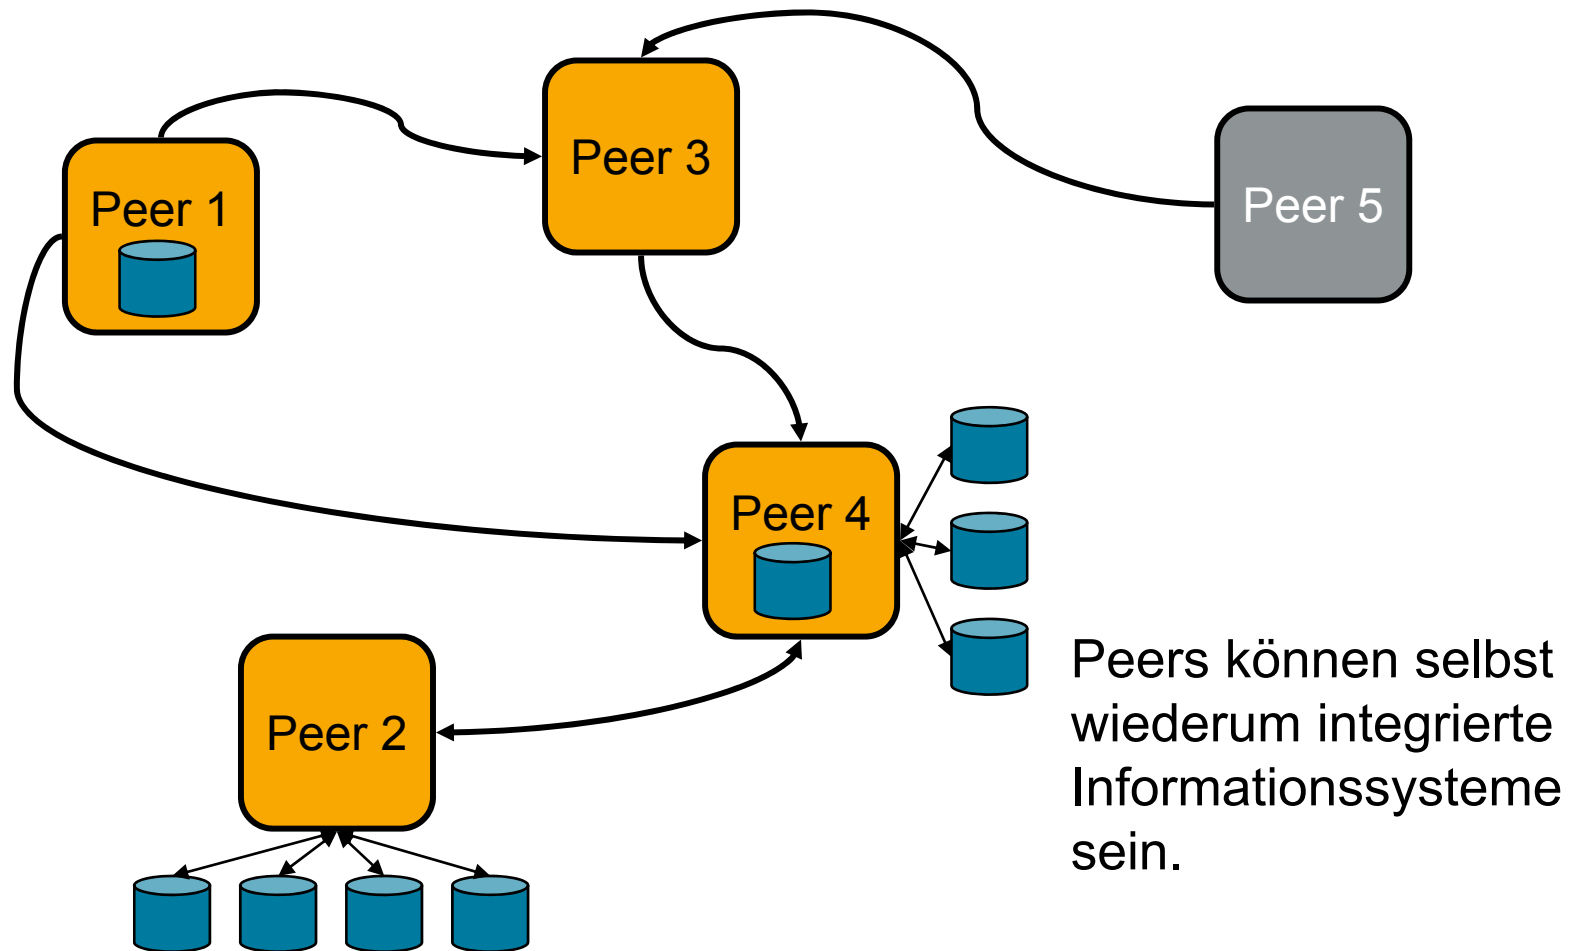 Peer 3
Peer 1
Peer 5
Peer 4
Peer 2
Peers können selbst
wiederum integrierte
Informationssysteme
sein.